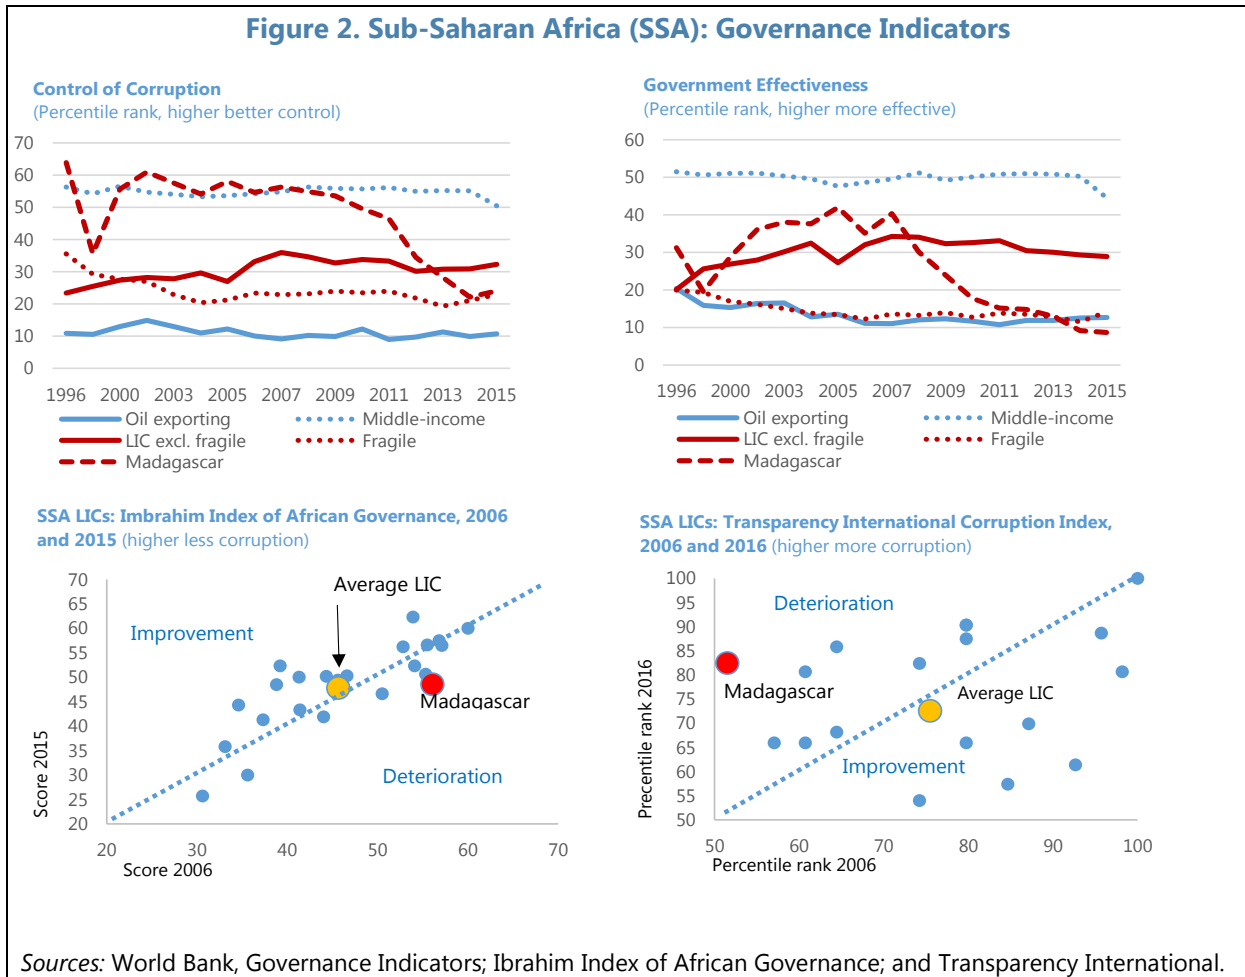 Figure 2. Sub-Saharan Africa (SSA): Governance Indicators
Control of Corruption
(Percentile rank, higher better control)
70
60
50
40
30
20
10
0
1996 2000 2003 2005 2007 2009 2011 2013 2015
Oil exporting Middle-income
LIC excl. fragile Fragile
Madagascar
Government Effectiveness
(Percentile rank, higher more effective)
60
50
40
30
20
10
0
1996 2000 2003 2005 2007 2009 2011 2013 2015
Oil exporting Middle-income
LIC excl. fragile Fragile
Madagascar
SSA LICs: Imbrahim Index of African Governance, 2006
and 2015 (higher less corruption)
70
65
60
55
50
45
40
35
30
25
20
Score 2015
Average LIC
Improvement
Madagascar
Deterioration
20 30 40 50 60 70
Score 2006
SSA LICs: Transparency International Corruption Index,
2006 and 2016 (higher more corruption)
100
95
90
85
80
75
70
65
60
55
50
Precentile rank 2016
Deterioration
Madagascar
Average LIC
Improvement
50 60 70 80 90 100
Percentile rank 2006
Sources: World Bank, Governance Indicators; Ibrahim Index of African Governance; and Transparency International.